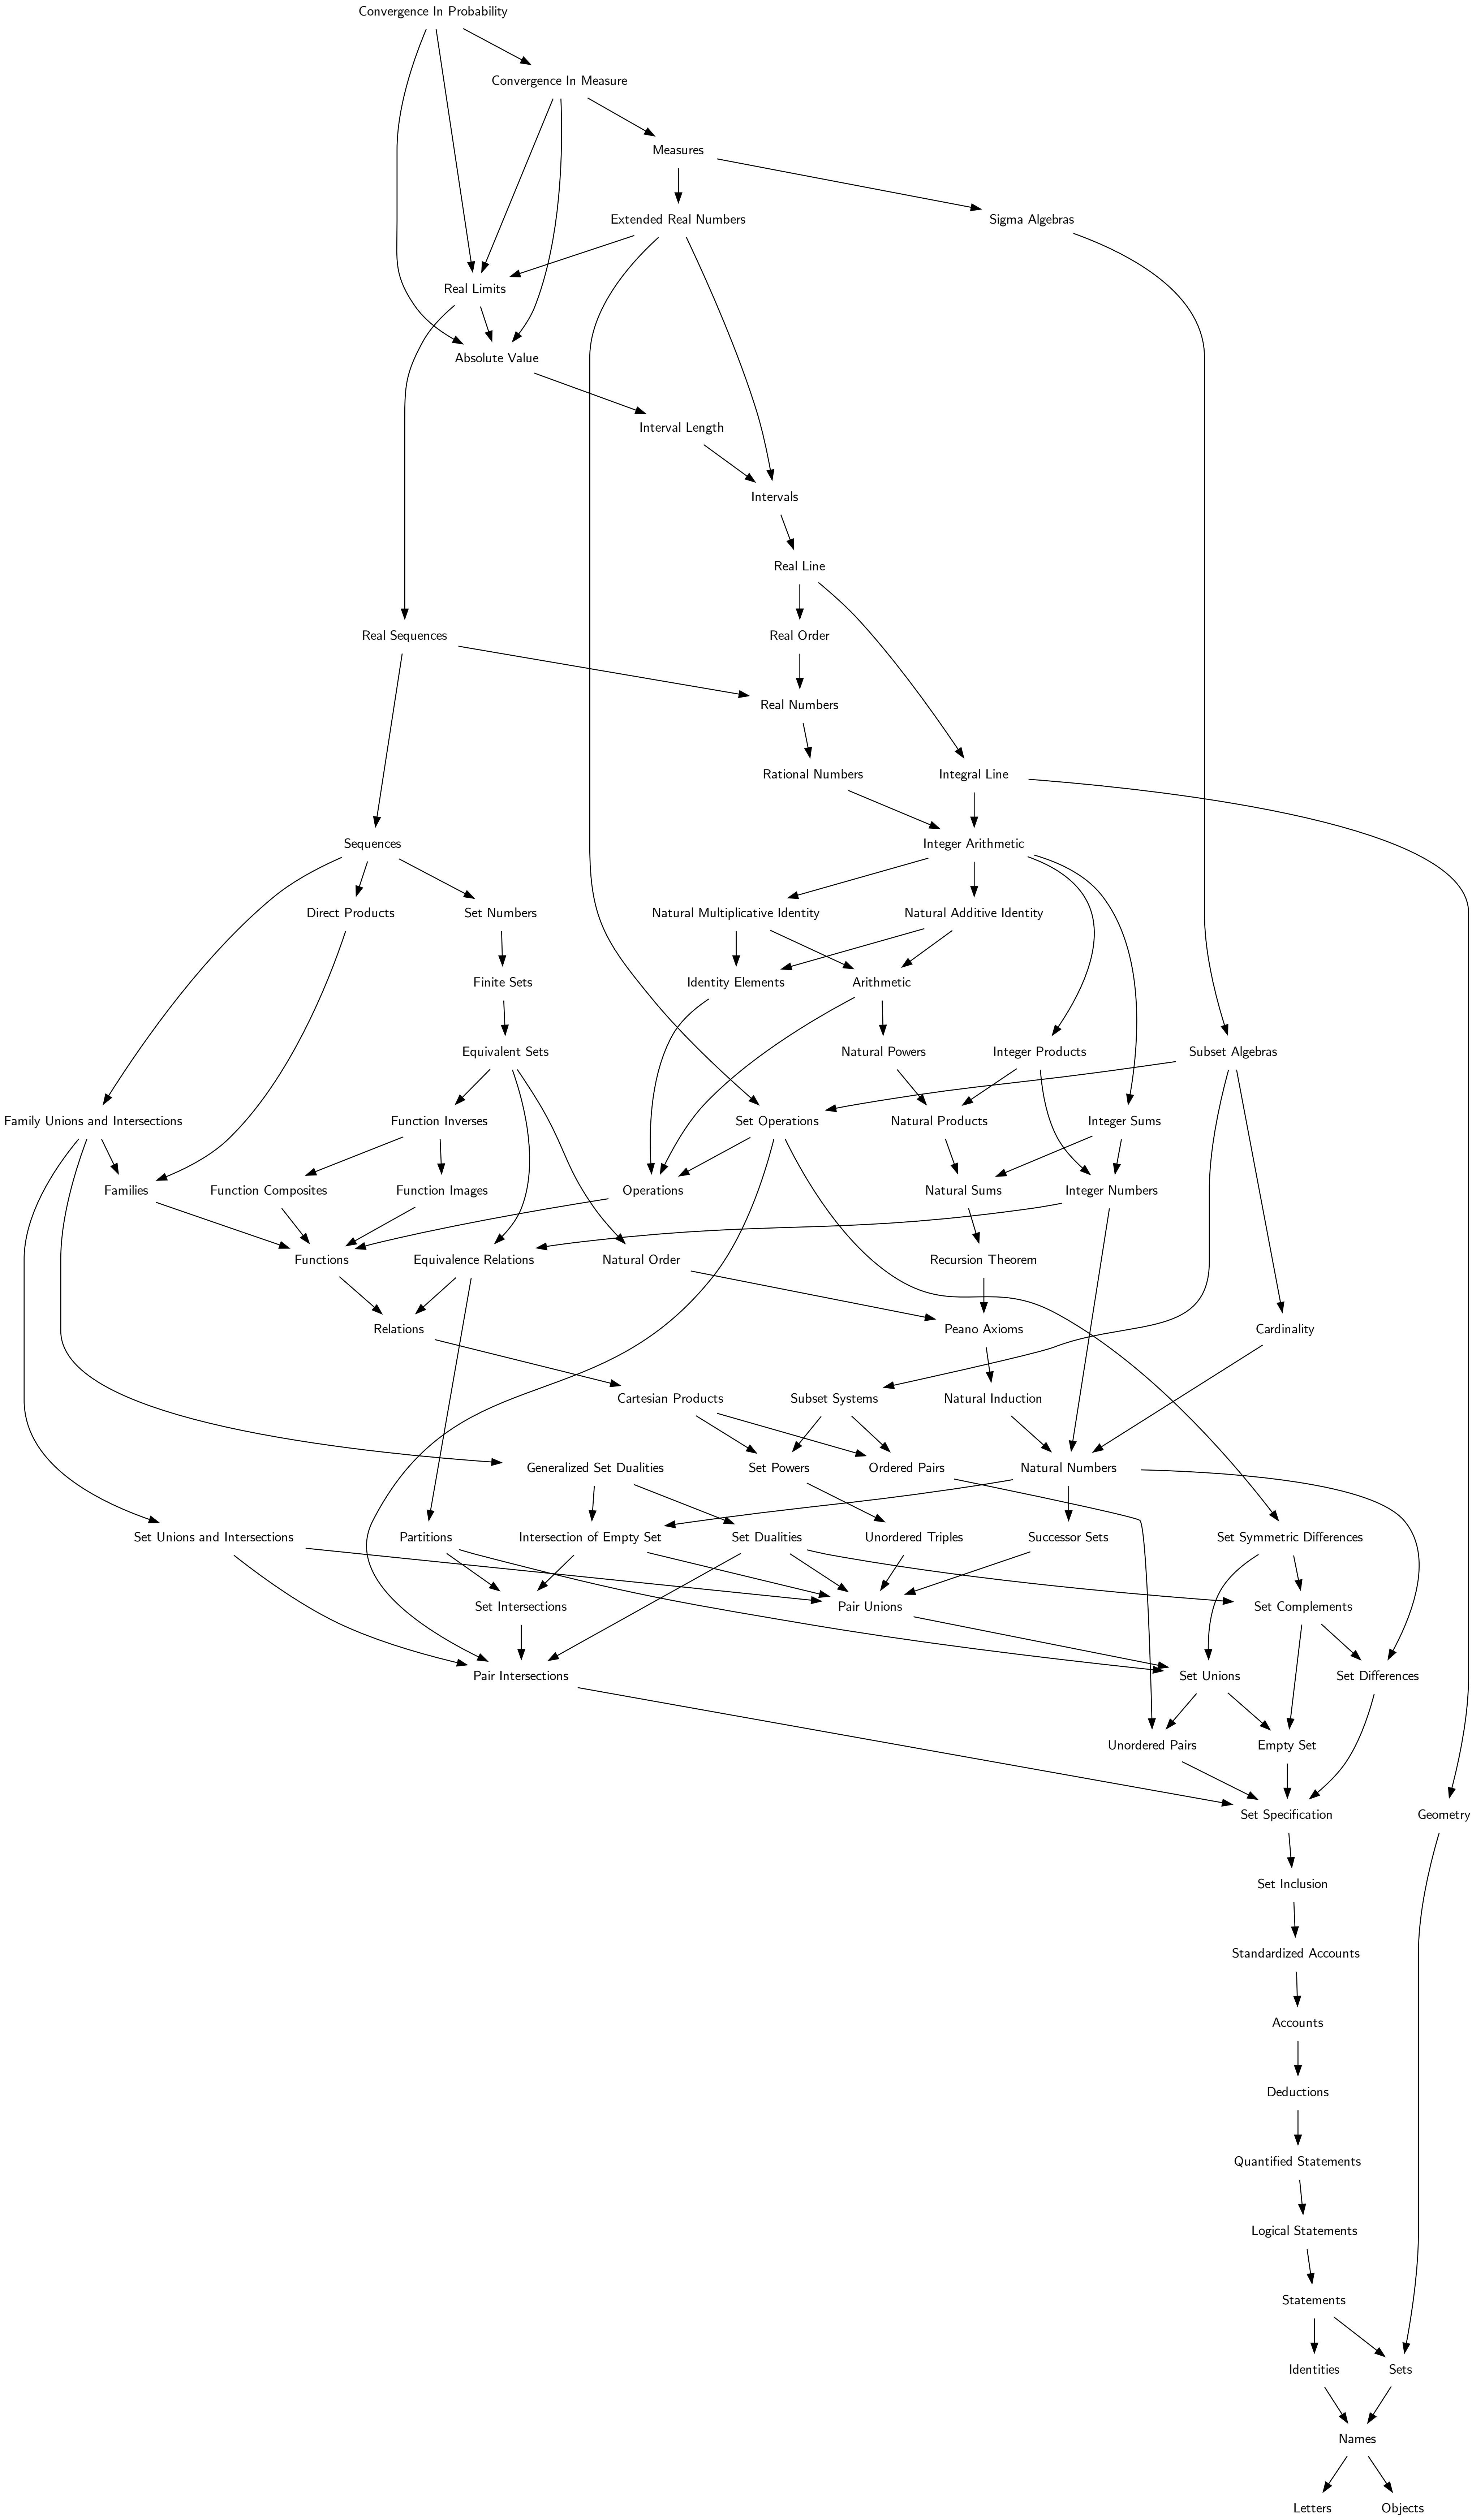 Convergence In Probability
Convergence In Measure
Measures
Extended Real Numbers
Sigma Algebras
Real Limits
Absolute Value
Interval Length
Intervals
Real Line
Real Sequences
Real Order
Real Numbers
Rational Numbers
Integral Line
Sequences
Integer Arithmetic
Direct Products
Set Numbers
Natural Multiplicative Identity
Natural Additive Identity
Finite Sets
Identity Elements
Arithmetic
Equivalent Sets
Natural Powers
Integer Products
Subset Algebras
Family Unions and Intersections
Function Inverses
Set Operations
Natural Products
Integer Sums
Families
Function Composites
Function Images
Operations
Natural Sums
Integer Numbers
Functions
Equivalence Relations
Natural Order
Recursion Theorem
Relations
Peano Axioms
Cardinality
Cartesian Products
Subset Systems
Natural Induction
Generalized Set Dualities
Set Powers
Ordered Pairs
Natural Numbers
Set Unions and Intersections
Partitions
Intersection of Empty Set
Set Dualities
Unordered Triples
Successor Sets
Set Symmetric Differences
Set Intersections
Pair Unions
Set Complements
Pair Intersections
Set Unions
Set Differences
Unordered Pairs
Empty Set
Set Specification
Geometry
Set Inclusion
Standardized Accounts
Accounts
Deductions
Quantified Statements
Logical Statements
Statements
Identities
Sets
Names
Letters
Objects